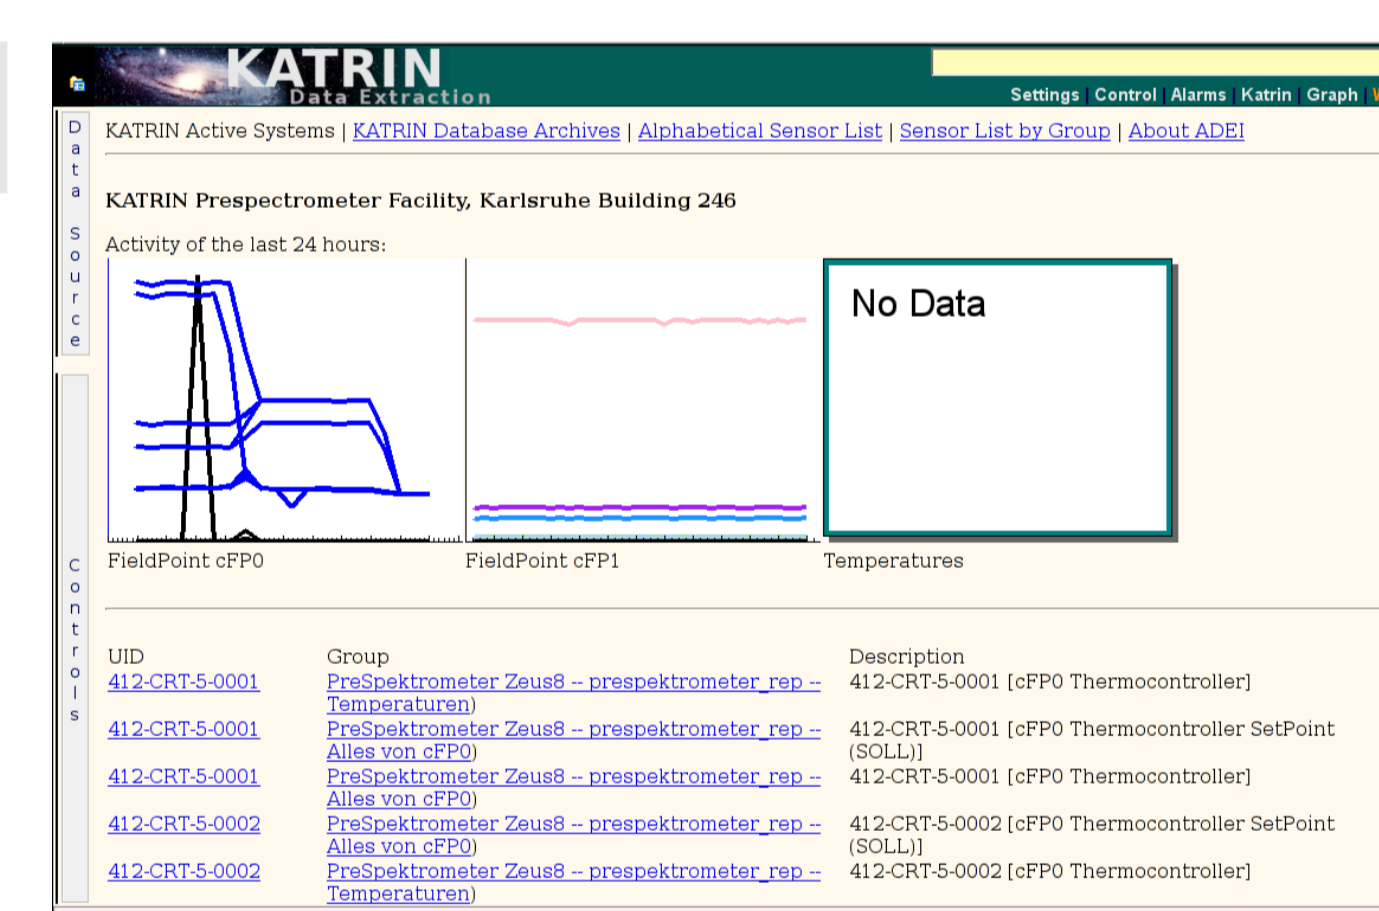 KATRIN
Data Extraction
Settings | Control | Alarms | Katrin | Graph |
KATRIN Active Systems | KATRIN Database Archives | Alphabetical Sensor List | Sensor List by Group | About ADEI
Data Source
Controls
KATRIN Prespectrometer Facility, Karlsruhe Building 246
Activity of the last 24 hours:
No Data
FieldPoint cFP0 FieldPoint cFP1 Temperatures
UID Group Description
412-CRT-5-0001 PreSpektrometer Zeus8 -- prespektrometer_rep -- 412-CRT-5-0001 [cFP0 Thermocontroller]
Temperaturen)
412-CRT-5-0001 PreSpektrometer Zeus8 -- prespektrometer_rep -- 412-CRT-5-0001 [cFP0 Thermocontroller SetPoint
Alles von cFP0) (SOLL)]
412-CRT-5-0001 PreSpektrometer Zeus8 -- prespektrometer_rep -- 412-CRT-5-0001 [cFP0 Thermocontroller]
Alles von cFP0)
412-CRT-5-0002 PreSpektrometer Zeus8 -- prespektrometer_rep -- 412-CRT-5-0002 [cFP0 Thermocontroller SetPoint
Alles von cFP0) (SOLL)]
412-CRT-5-0002 PreSpektrometer Zeus8 -- prespektrometer_rep -- 412-CRT-5-0002 [cFP0 Thermocontroller]
Temperaturen)